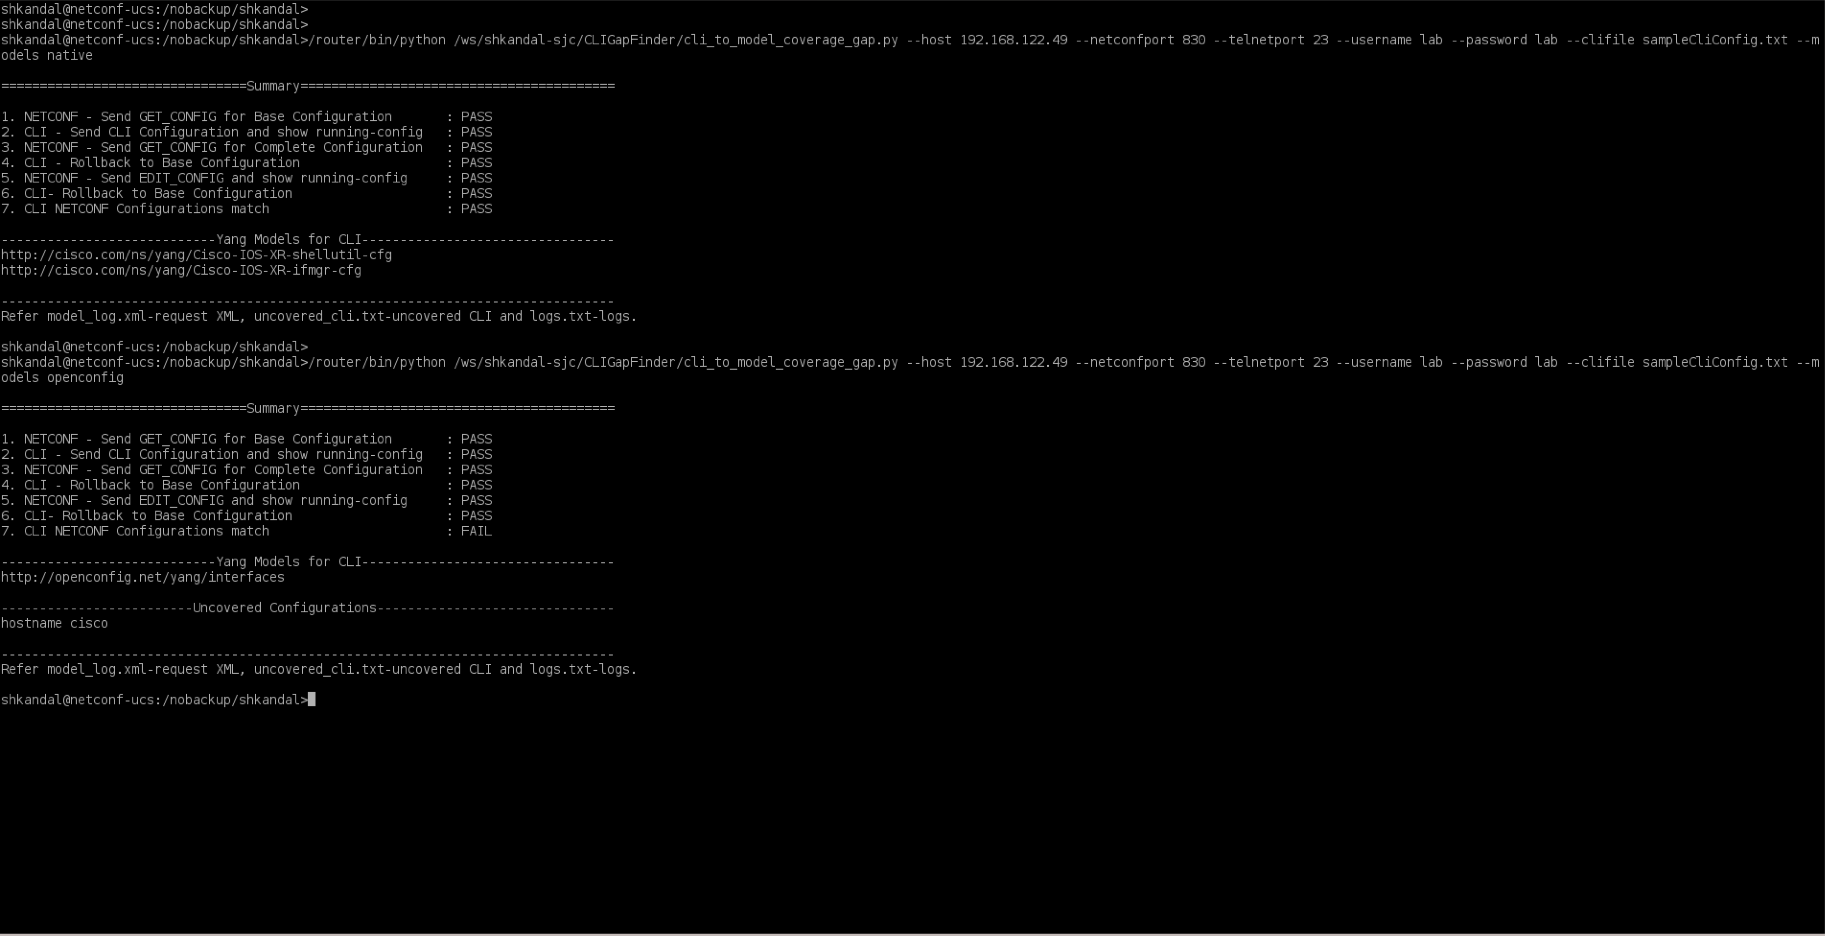 shkandal@netconf-ucs:/nobackup/shkandal>
shkandal@netconf-ucs:/nobackup/shkandal>
shkandal@netconf-ucs:/nobackup/shkandal>/router/bin/python /ws/shkandal-sjc/CLIGapFinder/cli_to_model_coverage_gap.py --host 192.168.122.49 --netconfport 830 --telnetport 23 --username lab --password lab --clifile sampleCliConfig.txt --m
odels native
================================Summary=========================================
1. NETCONF - Send GET_CONFIG for Base Configuration       : PASS
2. CLI - Send CLI Configuration and show running-config   : PASS
3. NETCONF - Send GET_CONFIG for Complete Configuration   : PASS
4. CLI - Rollback to Base Configuration                   : PASS
5. NETCONF - Send EDIT_CONFIG and show running-config     : PASS
6. CLI- Rollback to Base Configuration                    : PASS
7. CLI NETCONF Configurations match                       : PASS
----------------------------Yang Models for CLI---------------------------------
http://cisco.com/ns/yang/Cisco-IOS-XR-shellutil-cfg
http://cisco.com/ns/yang/Cisco-IOS-XR-ifmgr-cfg
--------------------------------------------------------------------------------
Refer model_log.xml-request XML, uncovered_cli.txt-uncovered CLI and logs.txt-logs.
shkandal@netconf-ucs:/nobackup/shkandal>
shkandal@netconf-ucs:/nobackup/shkandal>/router/bin/python /ws/shkandal-sjc/CLIGapFinder/cli_to_model_coverage_gap.py --host 192.168.122.49 --netconfport 830 --telnetport 23 --username lab --password lab --clifile sampleCliConfig.txt --m
odels openconfig
================================Summary=========================================
1. NETCONF - Send GET_CONFIG for Base Configuration       : PASS
2. CLI - Send CLI Configuration and show running-config   : PASS
3. NETCONF - Send GET_CONFIG for Complete Configuration   : PASS
4. CLI - Rollback to Base Configuration                   : PASS
5. NETCONF - Send EDIT_CONFIG and show running-config     : PASS
6. CLI- Rollback to Base Configuration                    : PASS
7. CLI NETCONF Configurations match                       : FAIL
----------------------------Yang Models for CLI---------------------------------
http://openconfig.net/yang/interfaces
-------------------------Uncovered Configurations-------------------------------
hostname cisco
--------------------------------------------------------------------------------
Refer model_log.xml-request XML, uncovered_cli.txt-uncovered CLI and logs.txt-logs.
shkandal@netconf-ucs:/nobackup/shkandal>